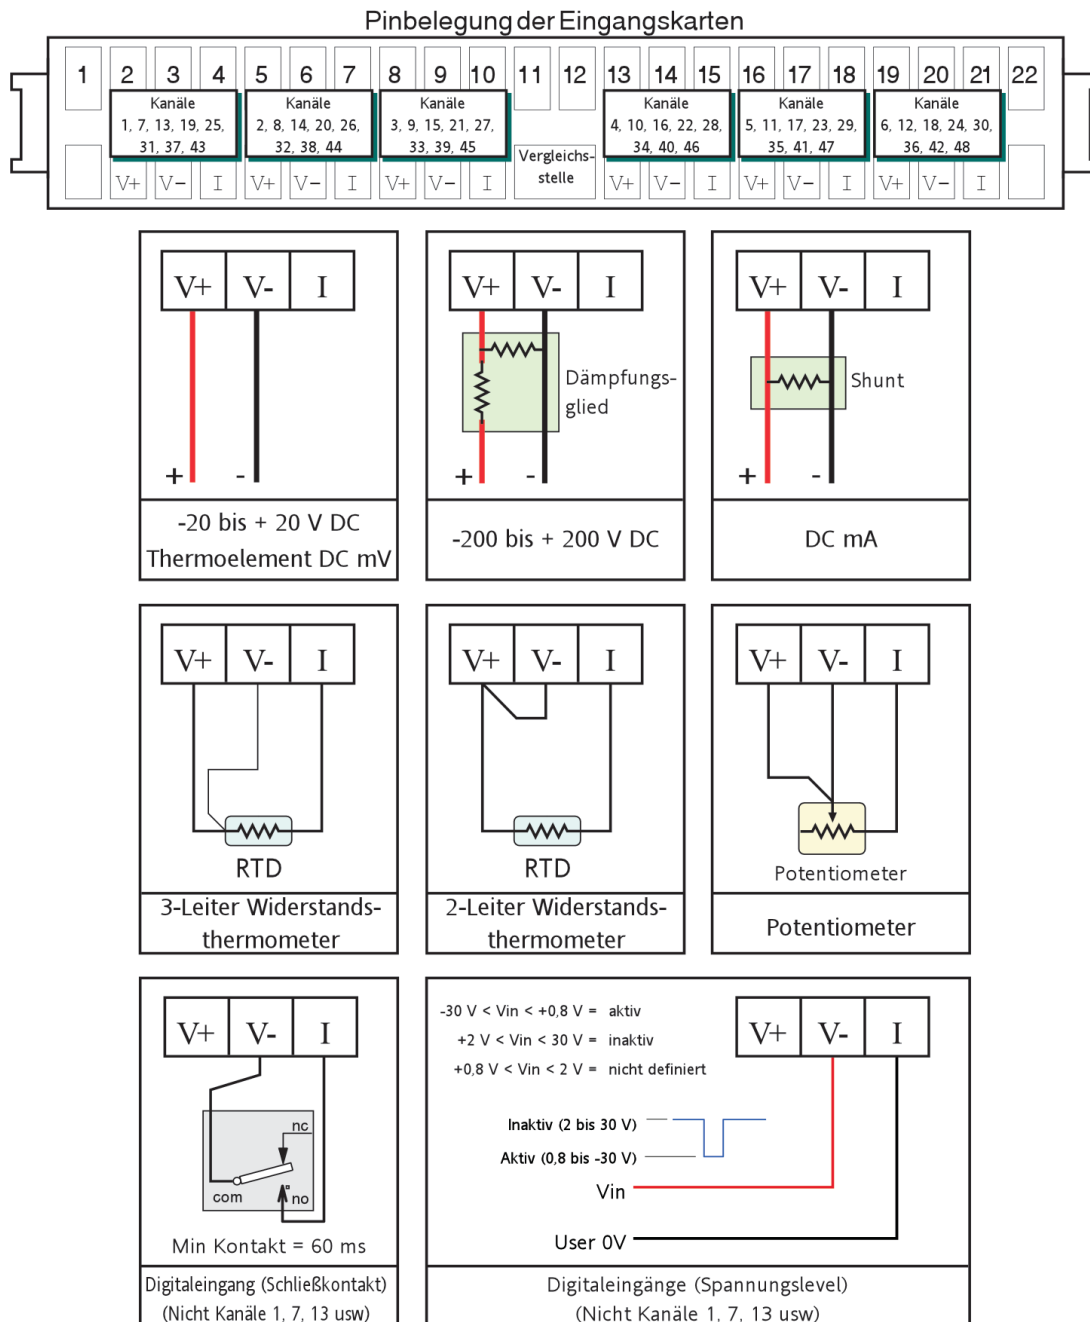 Pinbelegung der Eingangskarten
1 2 3 4 5 6 7 8 9 10 11 12 13 14 15 16 17 18 19 20 21 22
Kanäle
1, 7, 13, 19, 25,
31, 37, 43
Kanäle
2, 8, 14, 20, 26,
32, 38, 44
Kanäle
3, 9, 15, 21, 27,
33, 39, 45
Vergleichs-
stelle
Kanäle
4, 10, 16, 22, 28,
34, 40, 46
Kanäle
5, 11, 17, 23, 29,
35, 41, 47
Kanäle
6, 12, 18, 24, 30,
36, 42, 48
V+ V- I V+ V- I V+ V- I V+ V- I V+ V- I V+ V- I
V+ V- I
+ -
-20 bis + 20 V DC
Thermoelement DC mV
V+ V- I
Dämpfungs-
glied
+ -
-200 bis + 200 V DC
V+ V- I
Shunt
+ -
DC mA
V+ V- I
RTD
3-Leiter Widerstands-
thermometer
V+ V- I
RTD
2-Leiter Widerstands-
thermometer
V+ V- I
Potentiometer
Potentiometer
V+ V- I
nc
com
no
Min Kontakt = 60 ms
Digitaleingang (Schließkontakt)
(Nicht Kanäle 1, 7, 13 usw)
-30 V < Vin < +0,8 V = aktiv
+2 V < Vin < 30 V = inaktiv
+0,8 V < Vin < 2 V = nicht definiert
V+ V- I
Inaktiv (2 bis 30 V)
Aktiv (0,8 bis -30 V)
Vin
User 0V
Digitaleingänge (Spannungslevel)
(Nicht Kanäle 1, 7, 13 usw)